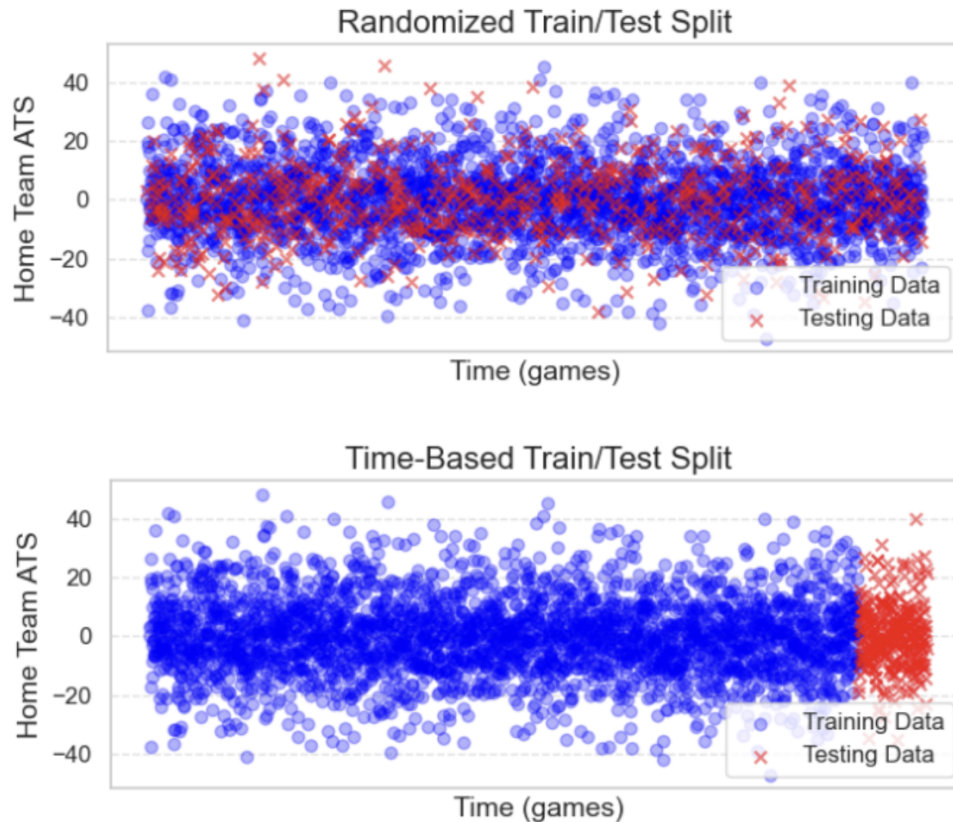 Randomized Train/Test Split
40
20
0
−20
−40
Home Team ATS
Training Data
Testing Data
Time (games)
Time-Based Train/Test Split
40
20
0
−20
−40
Home Team ATS
Training Data
Testing Data
Time (games)